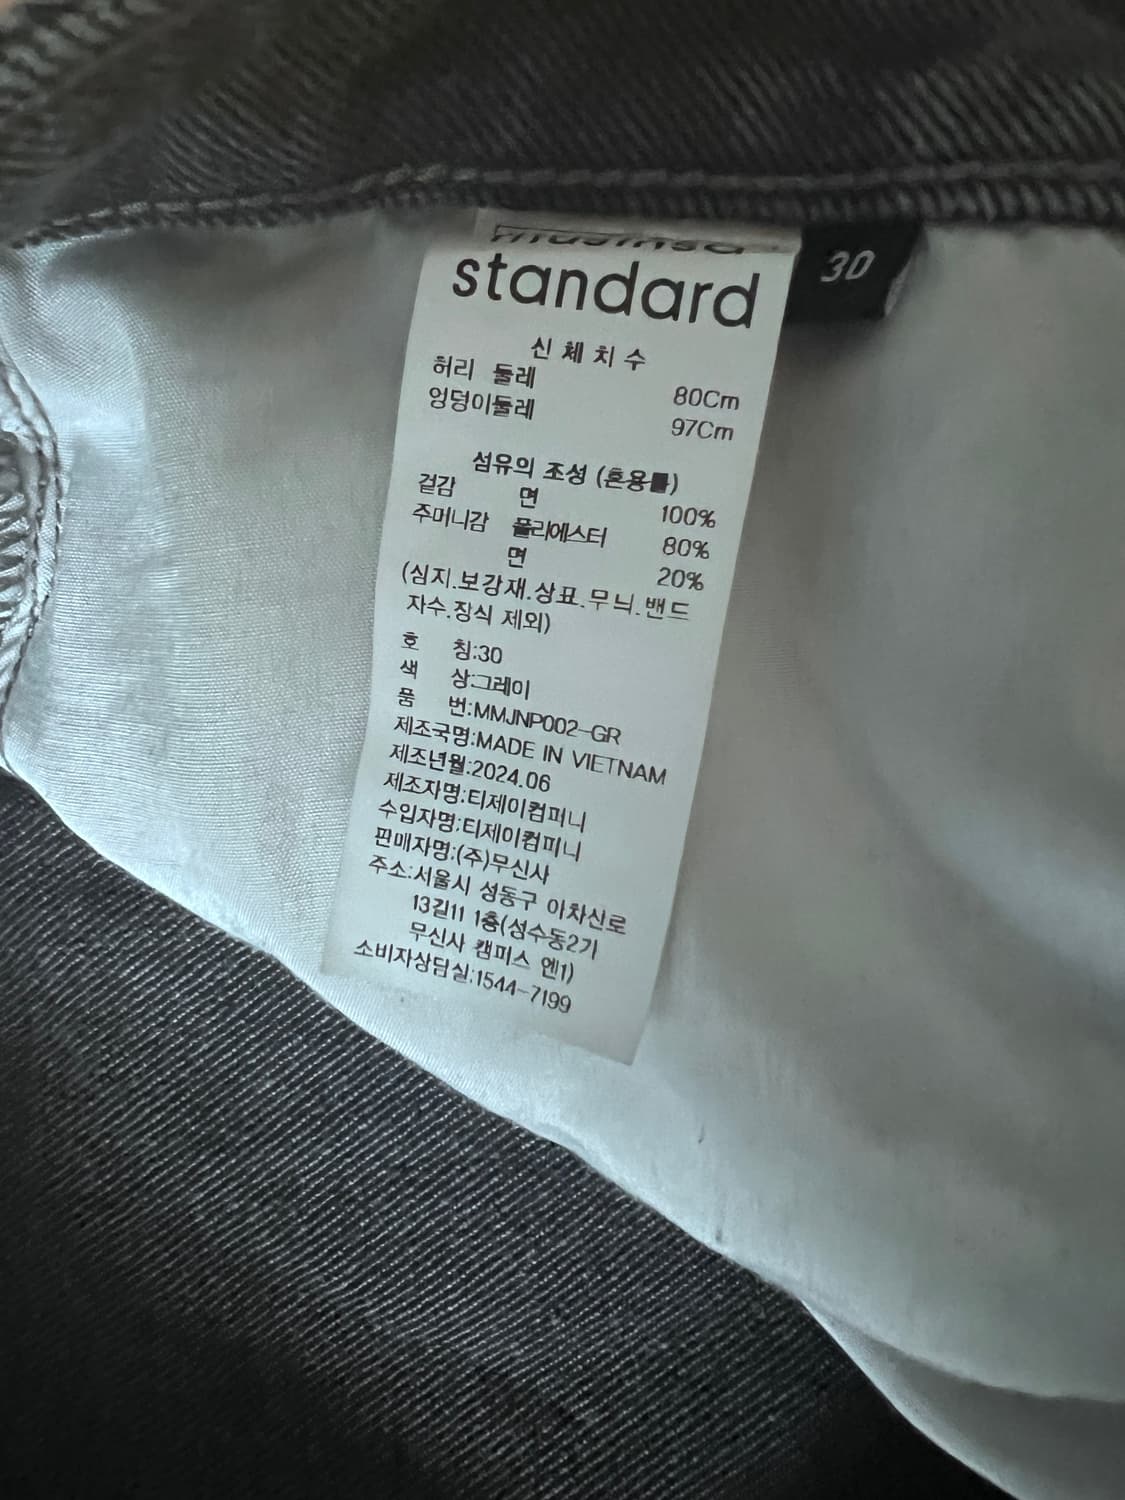 musinsa
standard
30
신체치수
허리 둘레 80Cm
엉덩이둘레 97Cm
섬유의 조성 (혼용률)
겉감 면 100%
주머니감 폴리에스터 80%
면 20%
(심지.보강재.상표.무늬.밴드
자수.장식 제외)
호 칭:30
색 상:그레이
품 번:MMJNP002-GR
제조국명:MADE IN VIETNAM
제조년월:2024.06
제조자명:티제이컴퍼니
수입자명:티제이컴퍼니
판매자명:(주)무신사
주소:서울시 성동구 아차산로
13길11 1층(성수동2가
무신사 캠퍼스 엔1)
소비자상담실:1544-7199